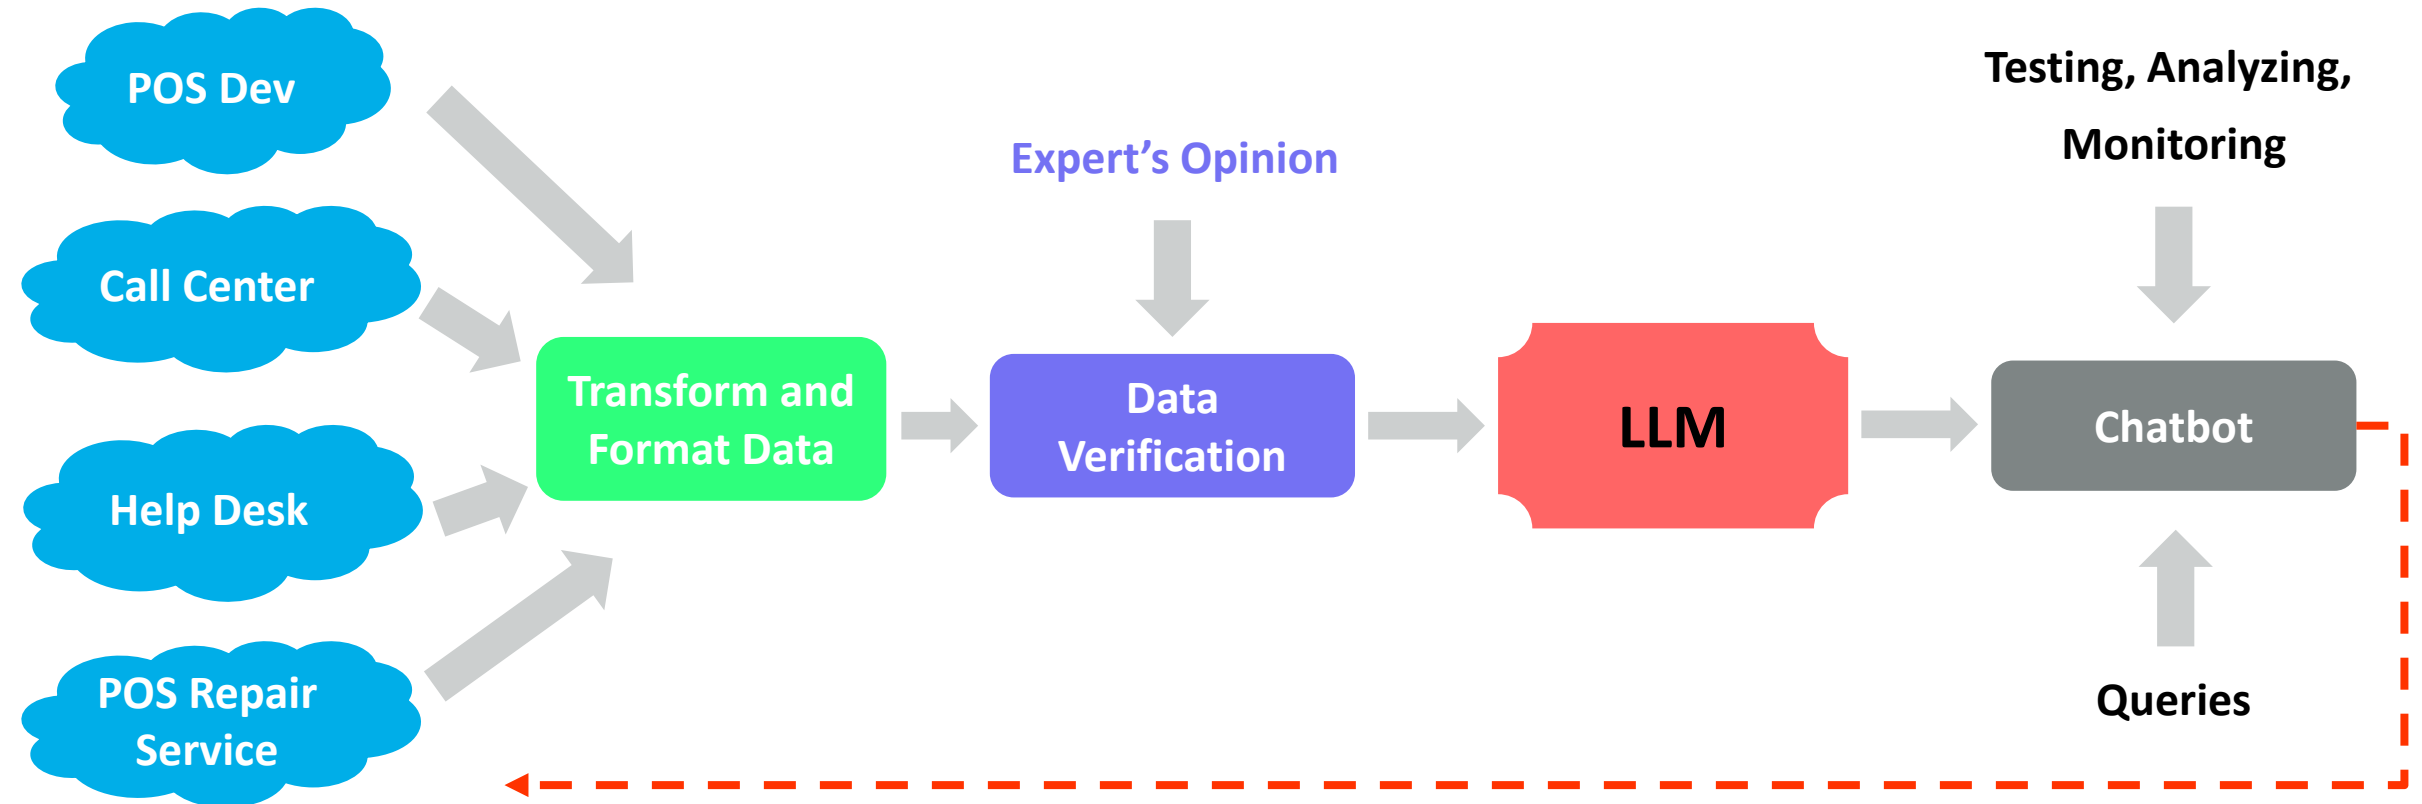 POS Dev
Call Center
Help Desk
POS Repair
Service
Transform and
Format Data
Expert’s Opinion
Data
Verification
LLM
Testing, Analyzing,
Monitoring
Chatbot
Queries